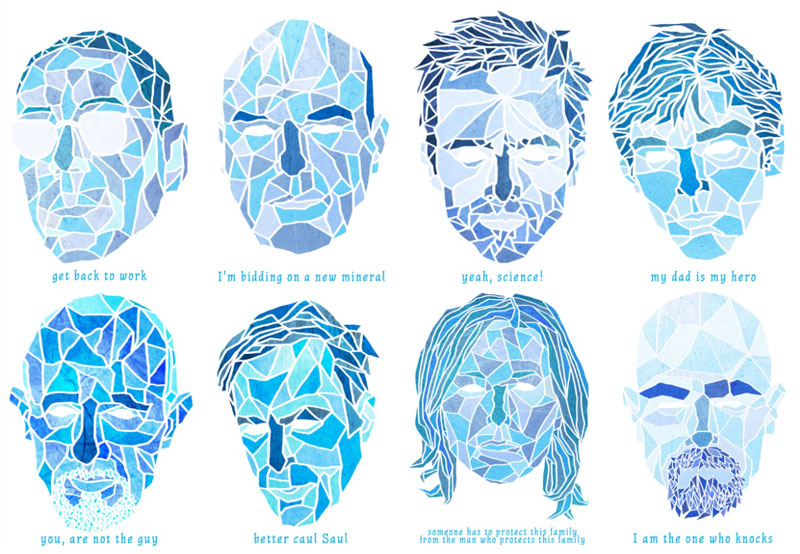 get back to work
I'm bidding on a new mineral
yeah, science!
my dad is my hero
you, are not the guy
better caul Saul
someone has to protect this family
from the man who protects this family
I am the one who knocks